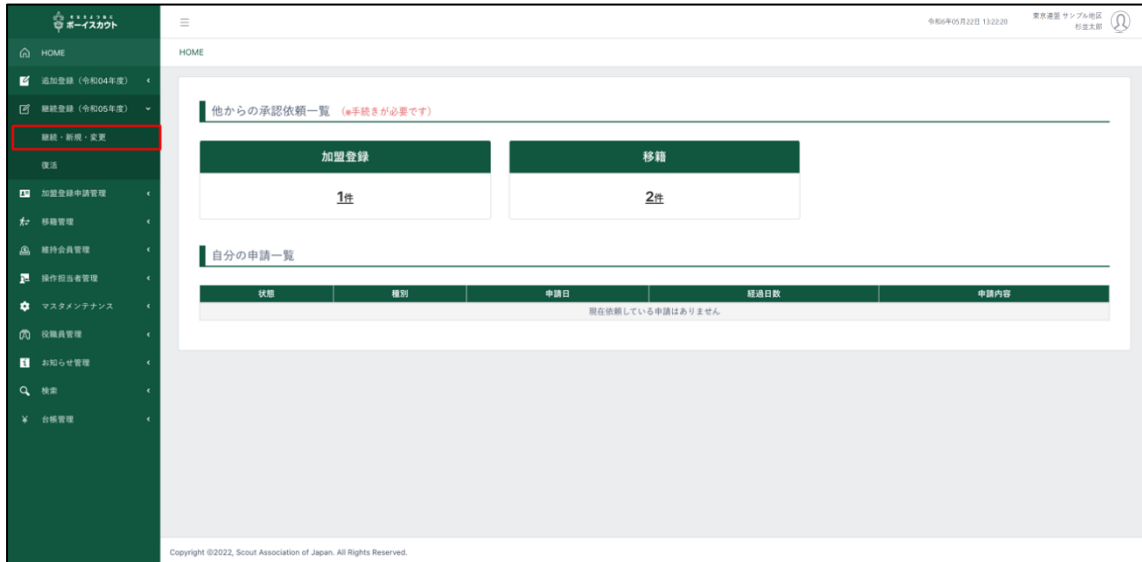 ボーイスカウト
令和6年05月22日 13:22:20
東京連盟 サンプル地区
杉並太郎
HOME
追加登録（令和04年度）
継続登録（令和05年度）
継続・新規・変更
復活
加盟登録申請管理
移籍管理
維持会員管理
操作担当者管理
マスタメンテナンス
役職員管理
お知らせ管理
検索
台帳管理
HOME
他からの承認依頼一覧 （※手続きが必要です）
加盟登録
移籍
1件
2件
自分の申請一覧
状態 種別 申請日 経過日数 申請内容
現在依頼している申請はありません
Copyright ©2022, Scout Association of Japan. All Rights Reserved.